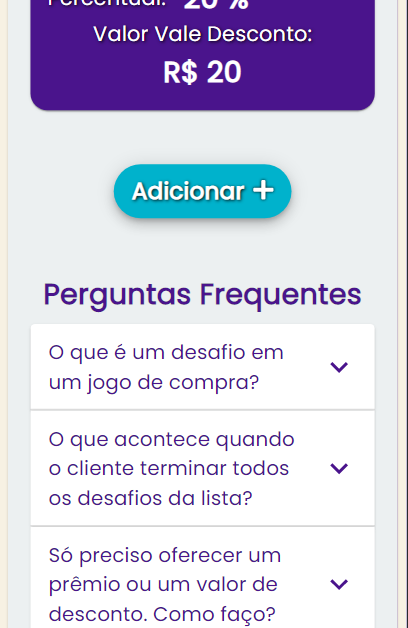 Percentual: 20 %
Valor Vale Desconto:
R$ 20
Adicionar +
Perguntas Frequentes
O que é um desafio em
um jogo de compra?
O que acontece quando
o cliente terminar todos
os desafios da lista?
Só preciso oferecer um
prêmio ou um valor de
desconto. Como faço?